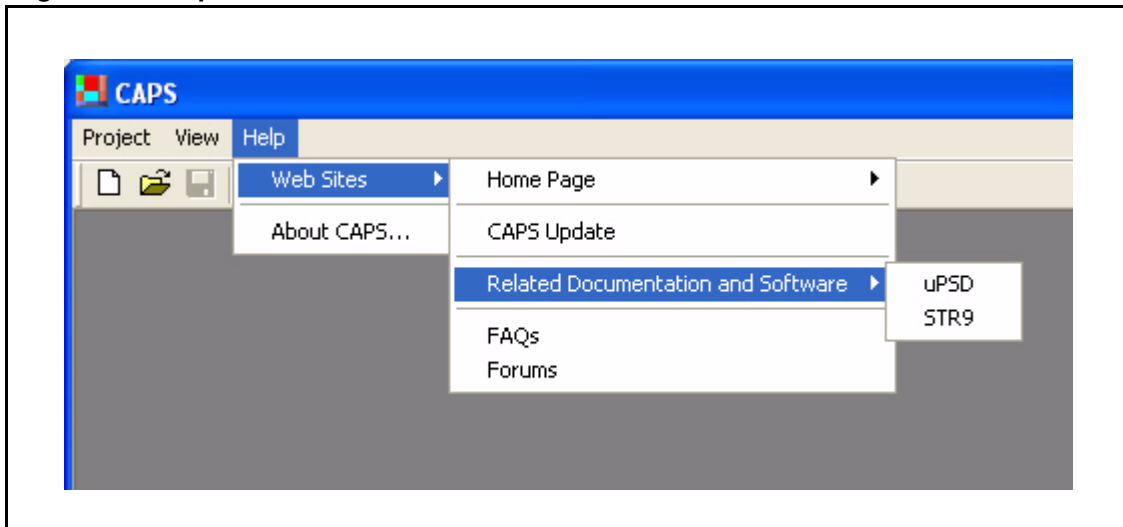 CAPS
Project View Help
Web Sites
About CAPS...
Home Page
CAPS Update
Related Documentation and Software
FAQs
Forums
uPSD
STR9